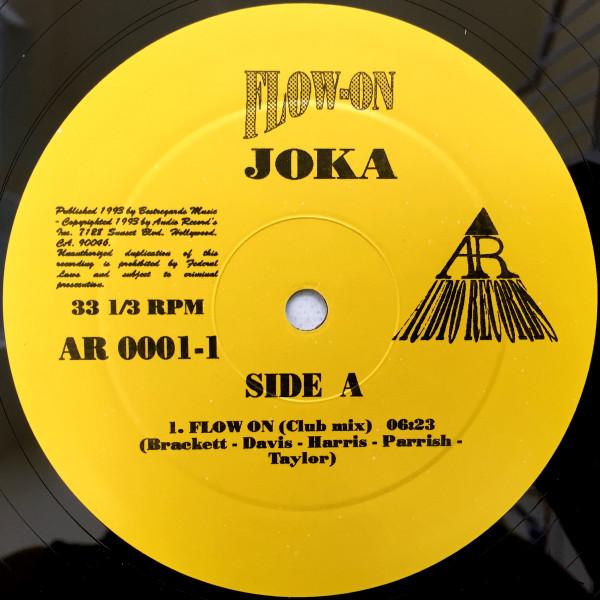 FLOW-ON
JOKA
Published 1993 by Bestregards Music
- Copyrighted 1993 by Audio Record's
Inc. 7128 Sunset Blvd. Hollywood,
CA. 90046.
Unauthorized duplication of this
recording is prohibited by Federal
Laws and subject to criminal
prosecution.
AR
AUDIO RECORDS
33 1/3 RPM
AR 0001-1
SIDE A
1. FLOW ON (Club mix) 06:23
(Brackett - Davis - Harris - Parrish -
Taylor)